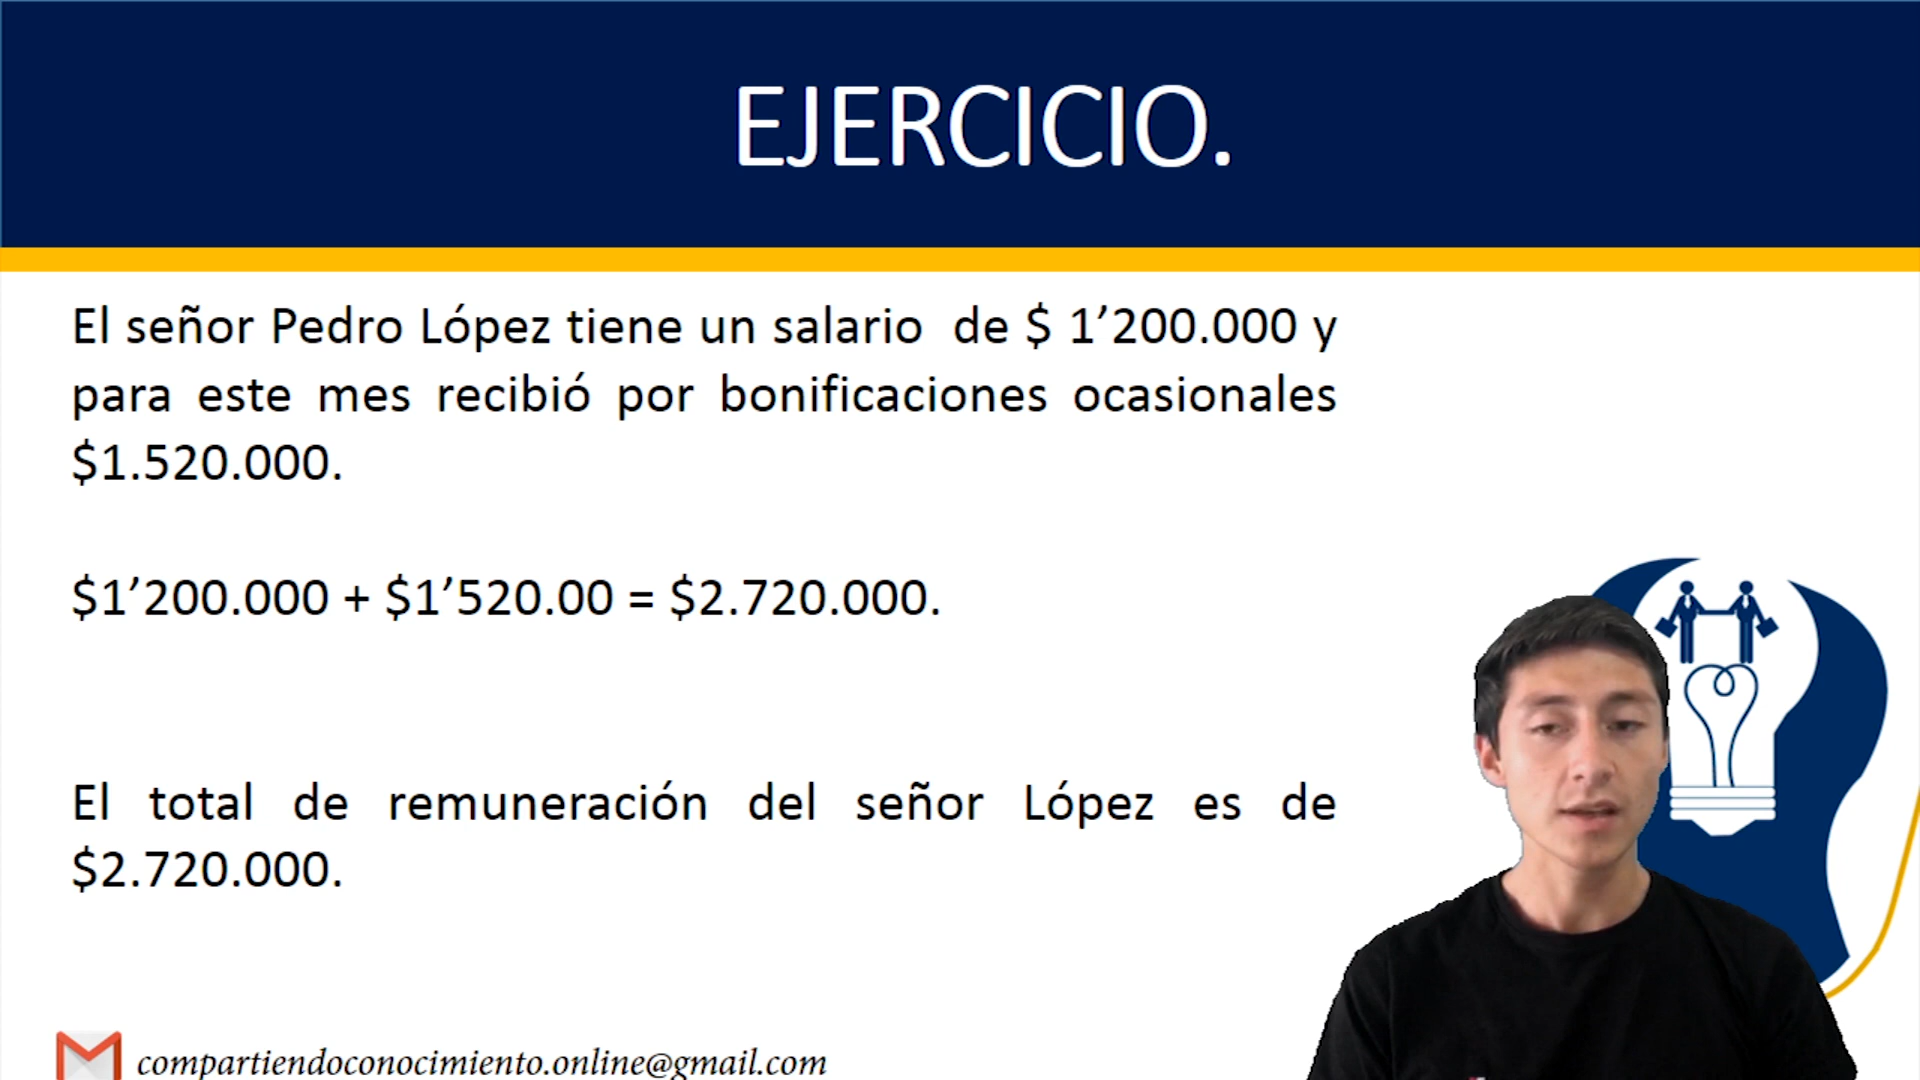 EJERCICIO.
El señor Pedro López tiene un salario de $ 1’200.000 y
para este mes recibió por bonificaciones ocasionales
$1.520.000.
$1’200.000 + $1’520.00 = $2.720.000.
El total de remuneración del señor López es de
$2.720.000.
compartiendoconocimiento.online@gmail.com